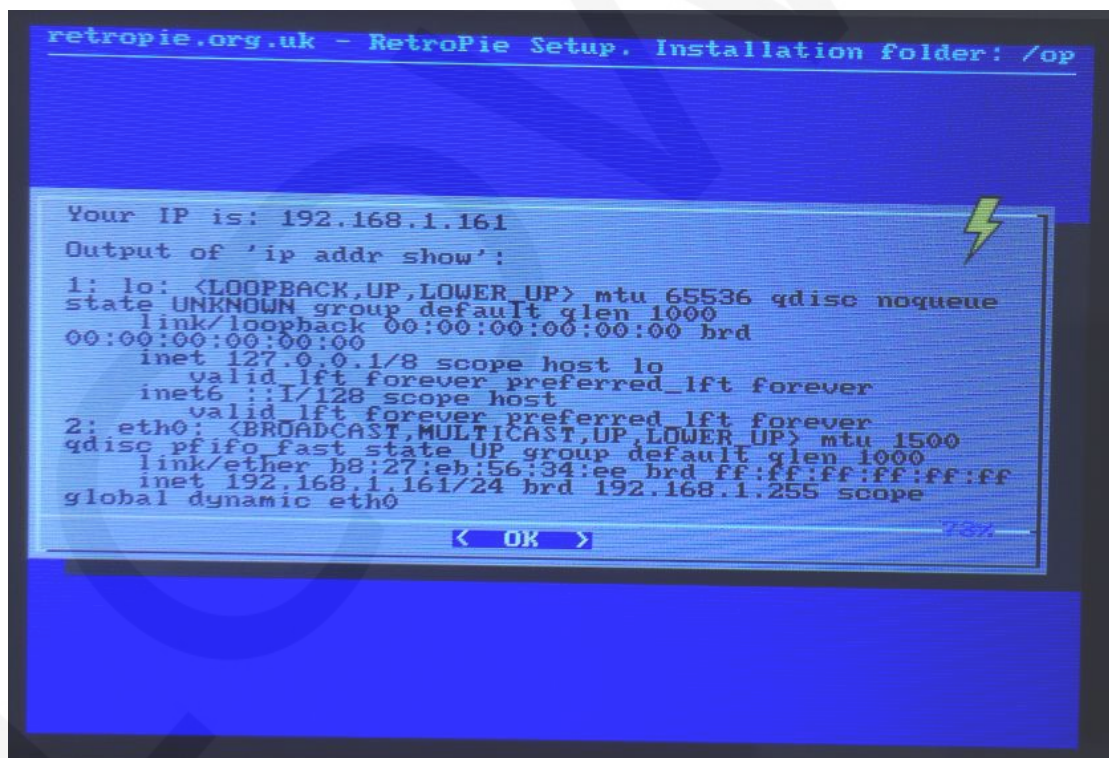 retropie.org.uk - RetroPie Setup. Installation folder: /op
Your IP is: 192.168.1.161
Output of 'ip addr show':
1: lo: <LOOPBACK,UP,LOWER_UP> mtu 65536 qdisc noqueue
state UNKNOWN group default qlen 1000
link/loopback 00:00:00:00:00:00 brd
00:00:00:00:00:00
inet 127.0.0.1/8 scope host lo
valid_lft forever preferred_lft forever
inet6 ::1/128 scope host
valid_lft forever preferred_lft forever
2: eth0: <BROADCAST,MULTICAST,UP,LOWER_UP> mtu 1500
qdisc pfifo_fast state UP group default qlen 1000
link/ether b8:27:eb:56:34:ee brd ff:ff:ff:ff:ff:ff
inet 192.168.1.161/24 brd 192.168.1.255 scope
global dynamic eth0
73%
< OK >